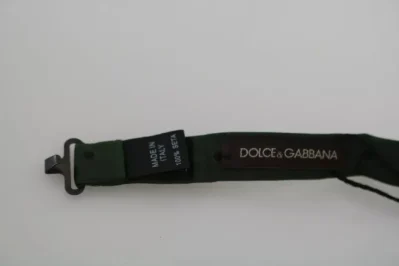 MADE IN
ITALY
100% SETA
DOLCE & GABBANA